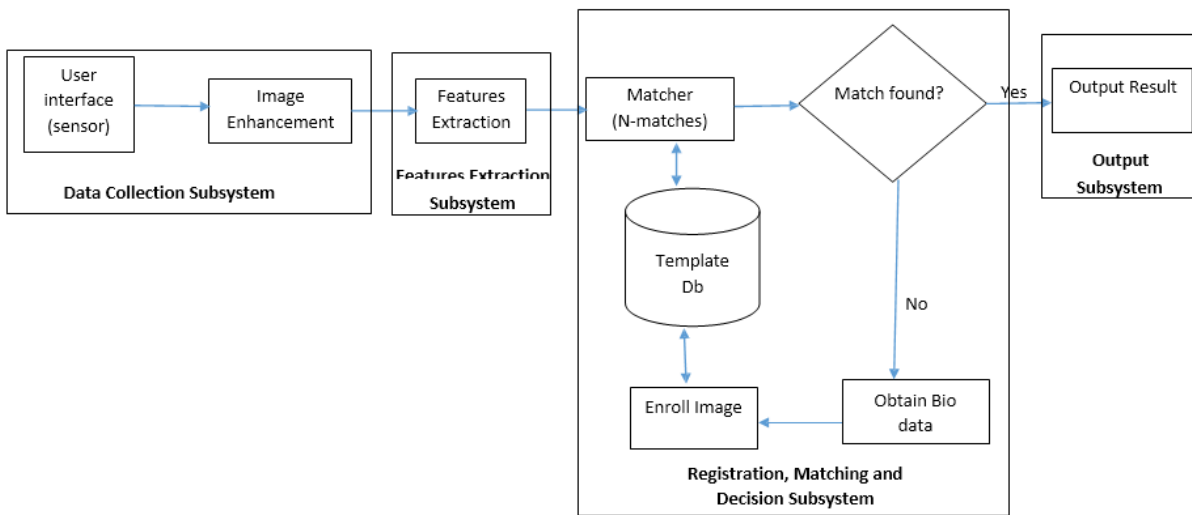 User
interface
(sensor)
Image
Enhancement
Data Collection Subsystem
Features
Extraction
Features Extraction
Subsystem
Matcher
(N-matches)
Match found?
Yes
No
Template
Db
Enroll Image
Obtain Bio
data
Registration, Matching and
Decision Subsystem
Output Result
Output
Subsystem